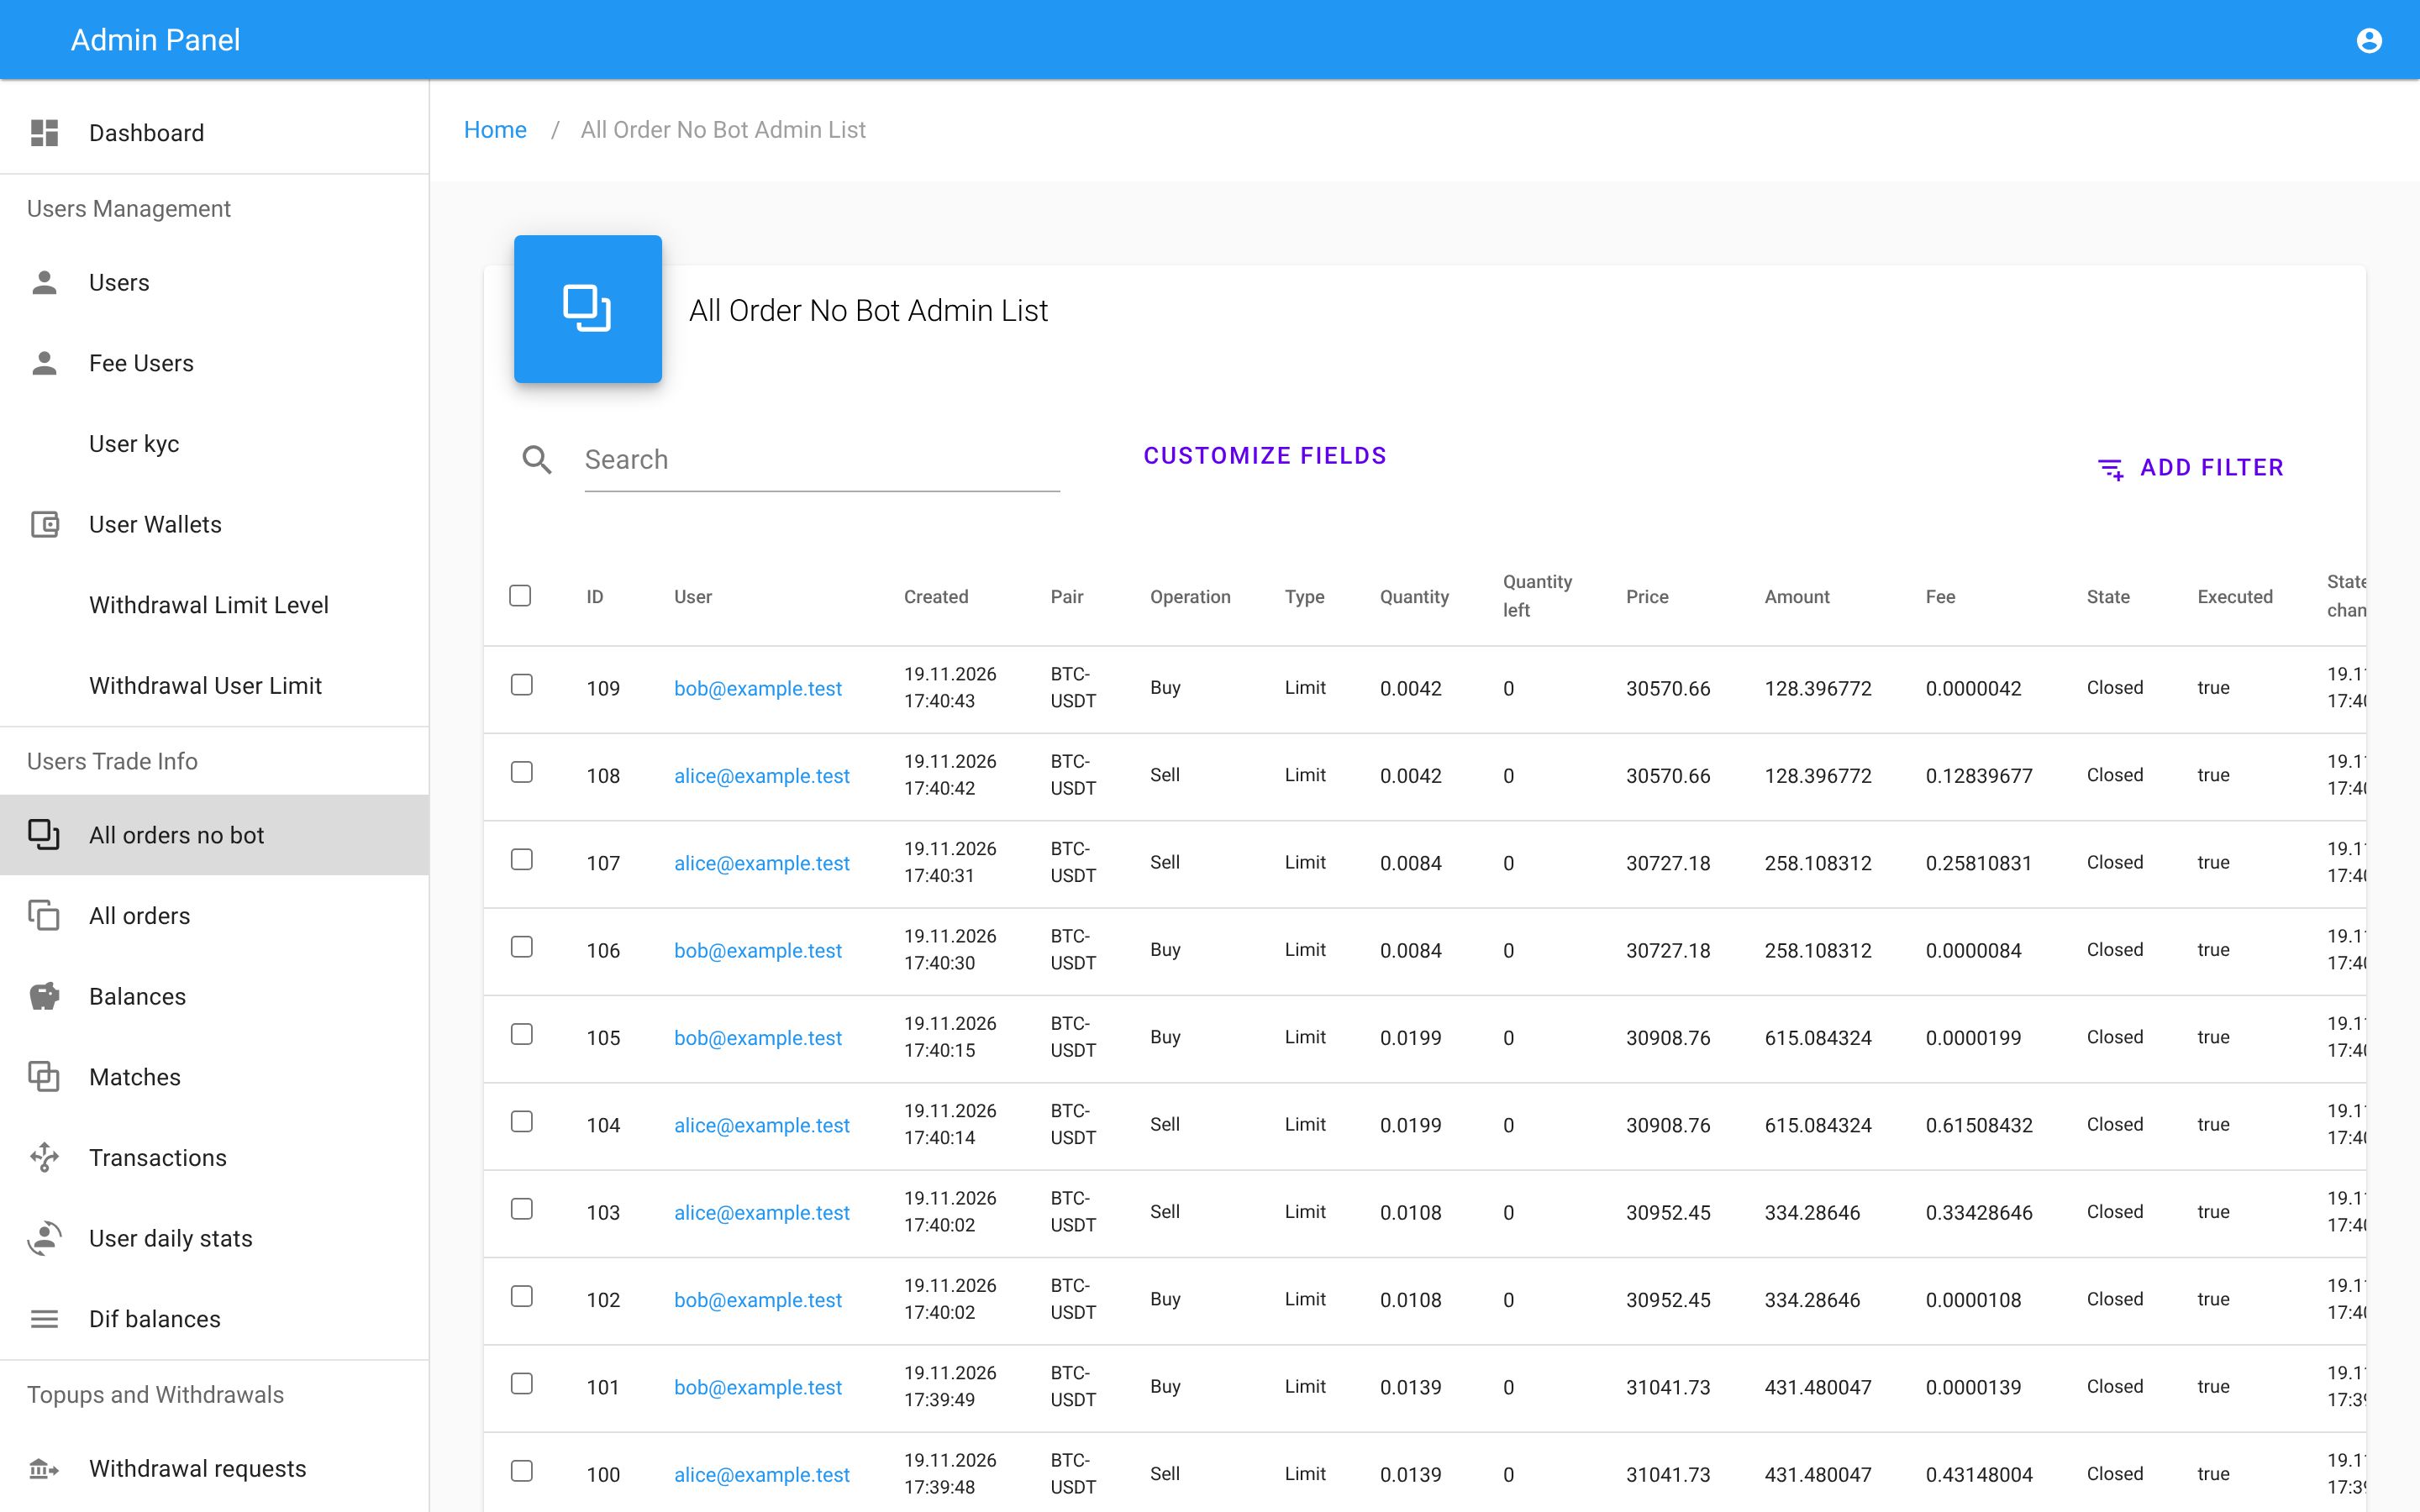 Admin Panel
Dashboard
Users Management
Users
Fee Users
User kyc
User Wallets
Withdrawal Limit Level
Withdrawal User Limit
Users Trade Info
All orders no bot
All orders
Balances
Matches
Transactions
User daily stats
Dif balances
Topups and Withdrawals
Withdrawal requests
Home / All Order No Bot Admin List
All Order No Bot Admin List
Search
CUSTOMIZE FIELDS
ADD FILTER
ID User Created Pair Operation Type Quantity Quantity left Price Amount Fee State Executed State
109 bob@example.test 19.11.2026 17:40:43 BTC-USDT Buy Limit 0.0042 0 30570.66 128.396772 0.0000042 Closed true
108 alice@example.test 19.11.2026 17:40:42 BTC-USDT Sell Limit 0.0042 0 30570.66 128.396772 0.12839677 Closed true
107 alice@example.test 19.11.2026 17:40:31 BTC-USDT Sell Limit 0.0084 0 30727.18 258.108312 0.25810831 Closed true
106 bob@example.test 19.11.2026 17:40:30 BTC-USDT Buy Limit 0.0084 0 30727.18 258.108312 0.0000084 Closed true
105 bob@example.test 19.11.2026 17:40:15 BTC-USDT Buy Limit 0.0199 0 30908.76 615.084324 0.0000199 Closed true
104 alice@example.test 19.11.2026 17:40:14 BTC-USDT Sell Limit 0.0199 0 30908.76 615.084324 0.61508432 Closed true
103 alice@example.test 19.11.2026 17:40:02 BTC-USDT Sell Limit 0.0108 0 30952.45 334.28646 0.33428646 Closed true
102 bob@example.test 19.11.2026 17:40:02 BTC-USDT Buy Limit 0.0108 0 30952.45 334.28646 0.0000108 Closed true
101 bob@example.test 19.11.2026 17:39:49 BTC-USDT Buy Limit 0.0139 0 31041.73 431.480047 0.0000139 Closed true
100 alice@example.test 19.11.2026 17:39:48 BTC-USDT Sell Limit 0.0139 0 31041.73 431.480047 0.43148004 Closed true